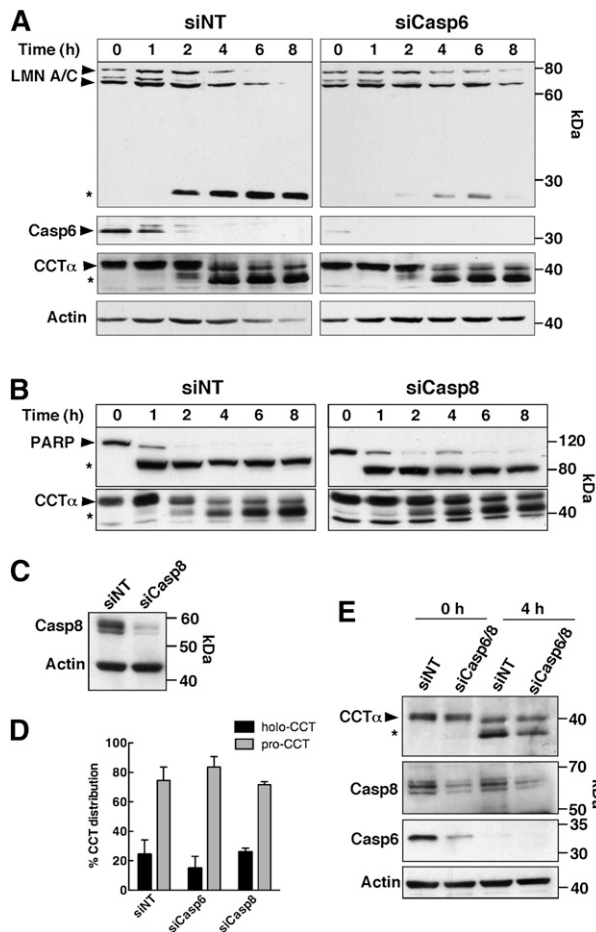 A
siNT siCasp6
Time (h) 0 1 2 4 6 8 0 1 2 4 6 8
LMN A/C
80
60
kDa
*
30
Casp6
30
CCTα
*
40
Actin
40
B
siNT siCasp8
Time (h) 0 1 2 4 6 8 0 1 2 4 6 8
PARP
*
120
80
CCTα
*
40
kDa
C
siNT siCasp8
Casp8
Actin
60
50
40
kDa
D
holo-CCT
pro-CCT
% CCT distribution
100
80
60
40
20
0
siNT siCasp6 siCasp8
E
0 h 4 h
siNT siCasp6/8 siNT siCasp6/8
CCTα
*
40
Casp8
70
50
kDa
Casp6
35
30
Actin
40